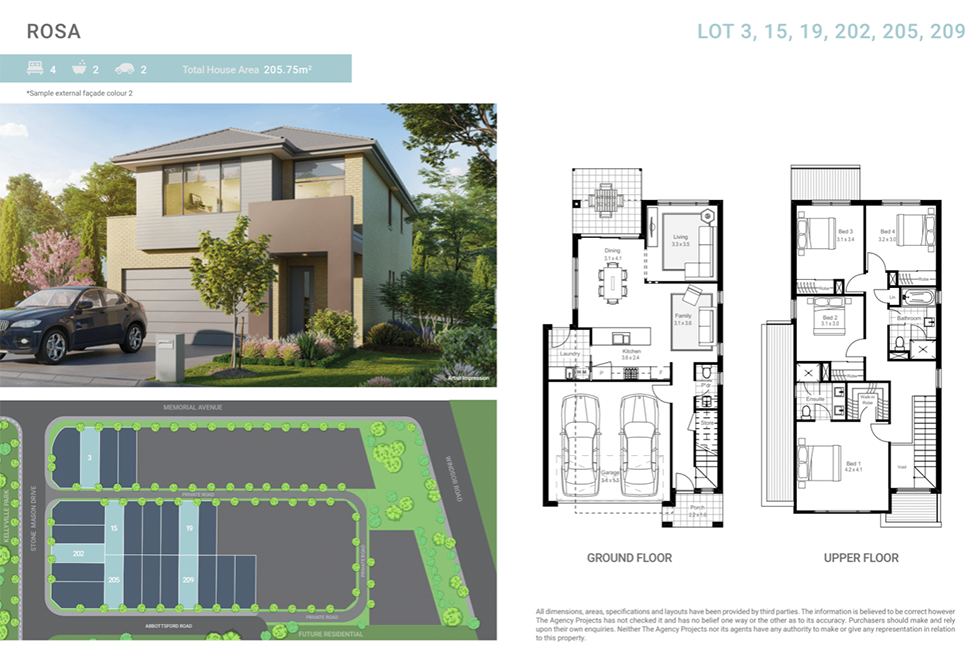 ROSA
LOT 3, 15, 19, 202, 205, 209
4 2 2 Total House Area 205.75m²
*Sample external façade colour 2
Artist Impression
MEMORIAL AVENUE
3
WINDSOR ROAD
KELLYVILLE PARK
STONE MASON DRIVE
PRIVATE ROAD
15
19
202
205
209
PRIVATE ROAD
PRIVATE ROAD
ABBOTTSFORD ROAD
FUTURE RESIDENTIAL
Living
3.3 x 3.5
Dining
3.1 x 4.1
Family
3.1 x 3.6
Laundry
Kitchen
3.6 x 2.4
P
F
P'dr
Store
Garage
5.4 x 5.5
Porch
GROUND FLOOR
Bed 3
3.1 x 3.4
Bed 4
3.2 x 3.0
Robe
Lin
Bed 2
3.1 x 3.0
Bathroom
Robe
Ensuite
Walk-in
Robe
Bed 1
4.2 x 4.1
Void
UPPER FLOOR
All dimensions, areas, specifications and layouts have been provided by third parties. The information is believed to be correct however
The Agency Projects has not checked it and has no belief one way or the other as to its accuracy. Purchasers should make and rely
upon their own enquiries. Neither The Agency Projects nor its agents have any authority to make or give any representation in relation
to this property.